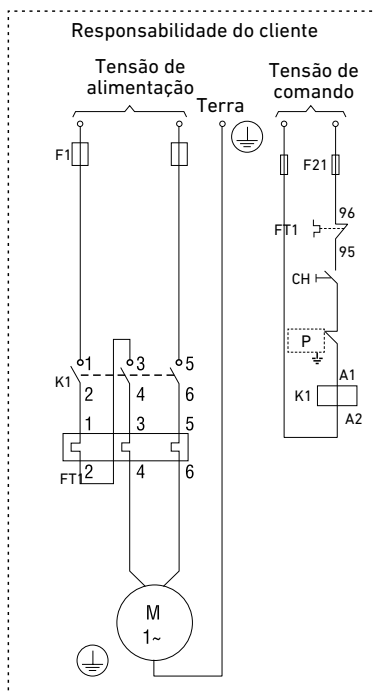 Responsabilidade do cliente
Tensão de
alimentação
Terra
Tensão de
comando
F1
F21
96
FT1
95
CH
P
1 3 5
K1
2 4 6
A1
K1
A2
1 3 5
FT1 2 4 6
M
1~